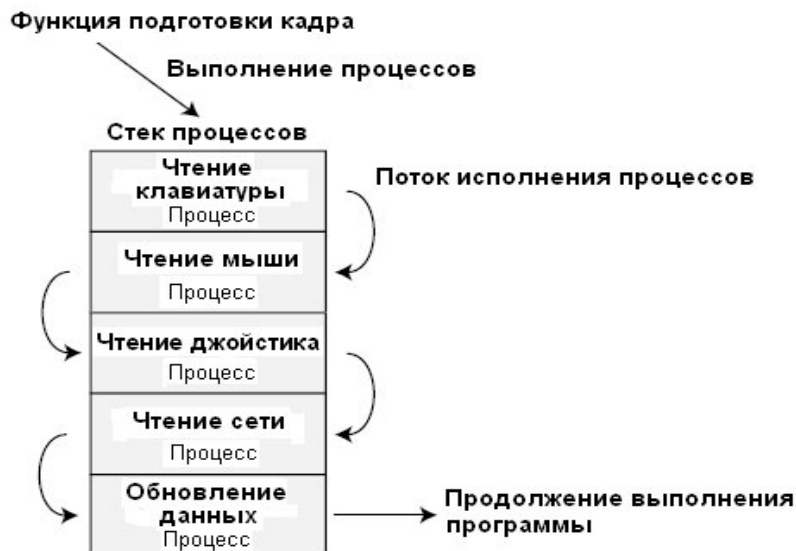 Функция подготовки кадра
Выполнение процессов
Стек процессов
Чтение
клавиатуры
Процесс
Поток исполнения процессов
Чтение мыши
Процесс
Чтение джойстика
Процесс
Чтение сети
Процесс
Обновление
данных
Процесс
Продолжение выполнения
программы